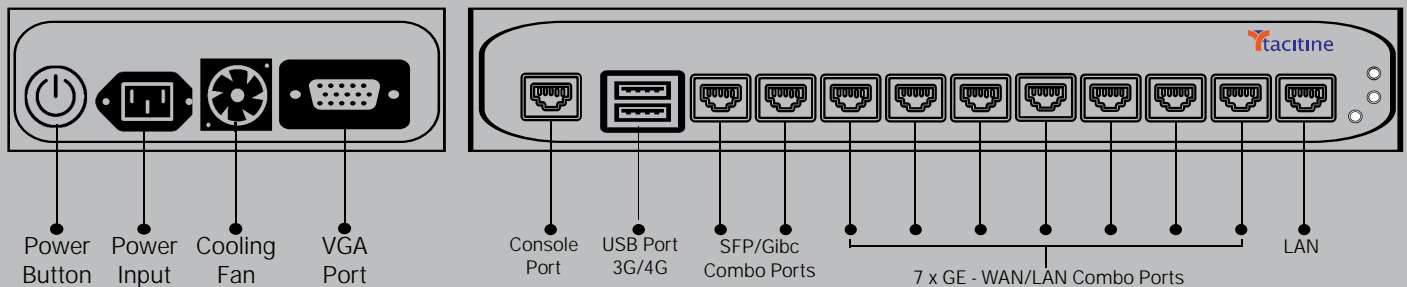 tacitine
Power
Button
Power
Input
Cooling
Fan
VGA
Port
Console
Port
USB Port
3G/4G
SFP/Gibc
Combo Ports
7 x GE - WAN/LAN Combo Ports
LAN